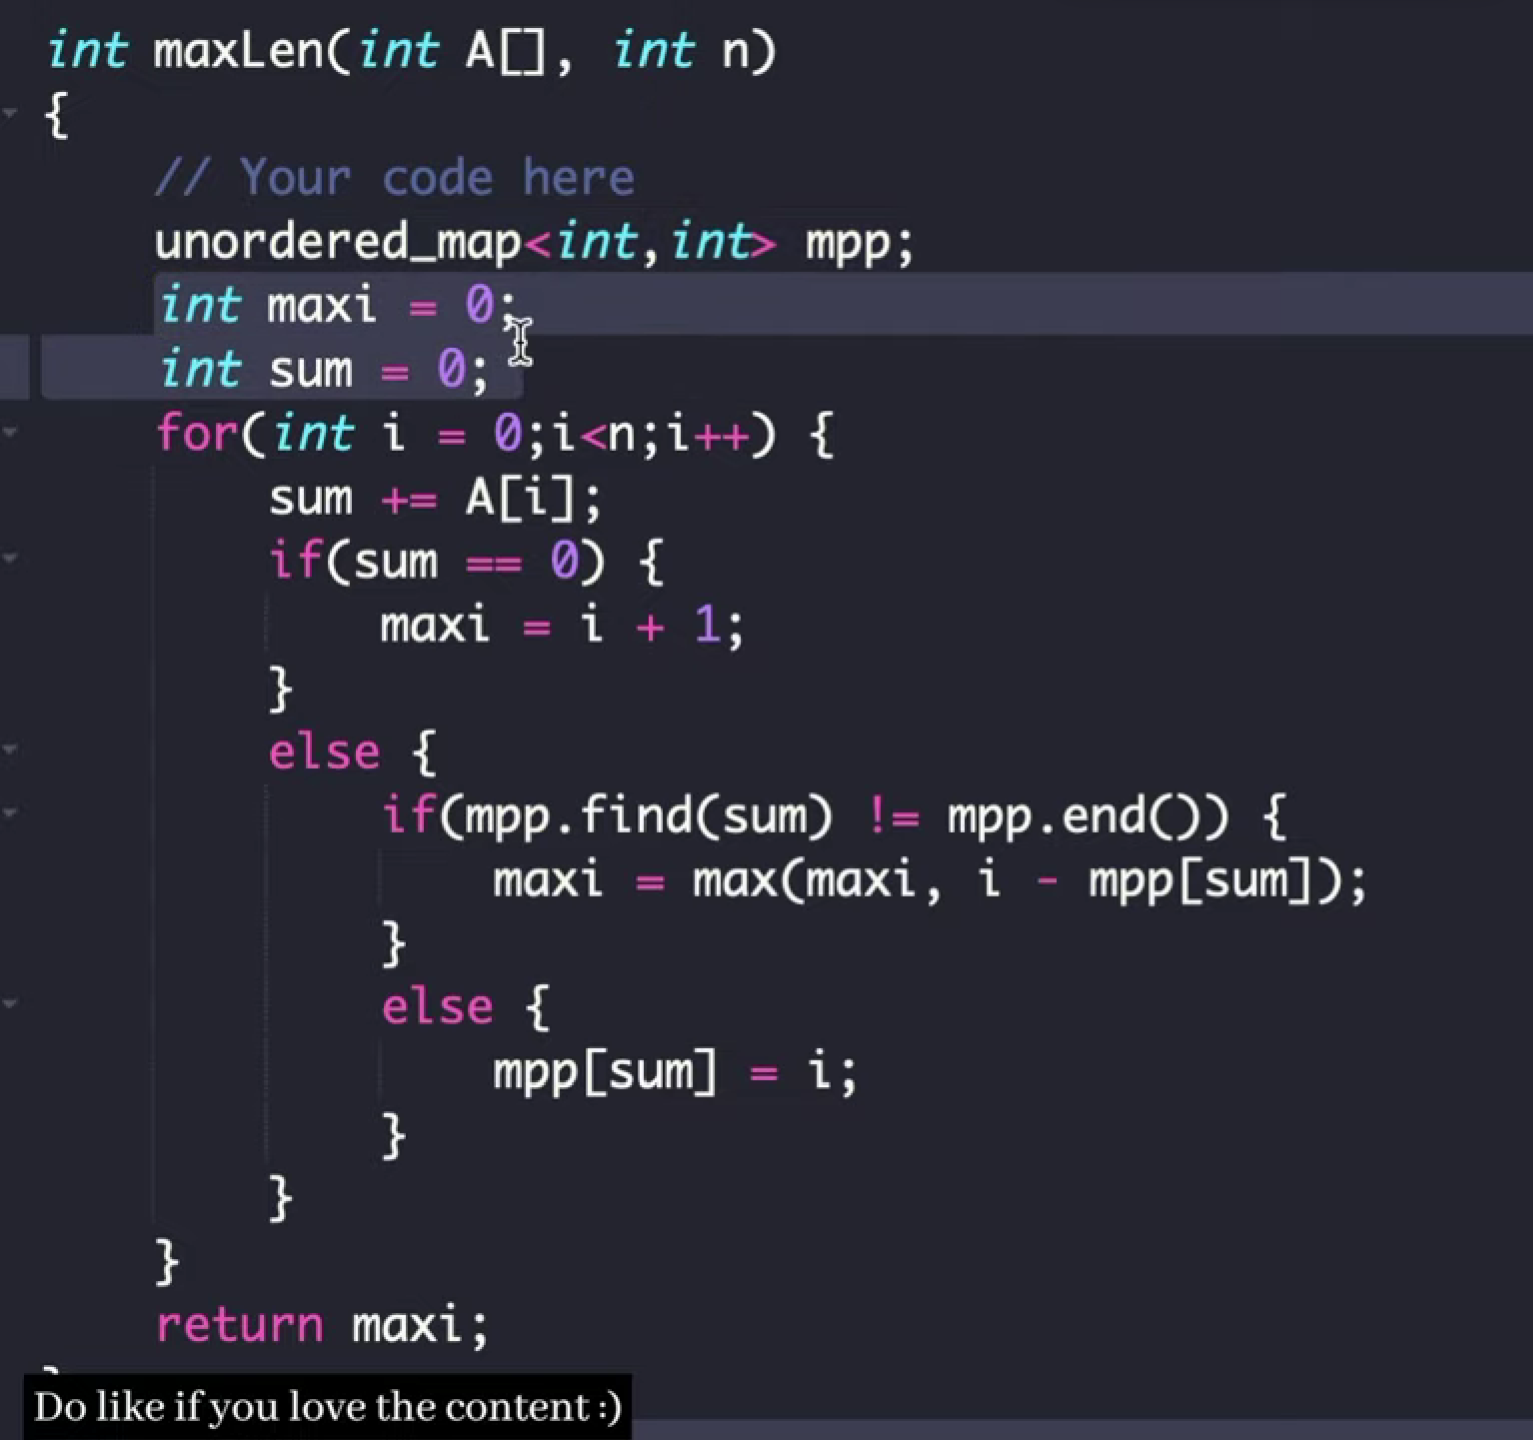 int maxLen(int A[], int n)
{
    // Your code here
    unordered_map<int,int> mpp;
    int maxi = 0;
    int sum = 0;
    for(int i = 0;i<n;i++) {
        sum += A[i];
        if(sum == 0) {
            maxi = i + 1;
        }
        else {
            if(mpp.find(sum) != mpp.end()) {
                maxi = max(maxi, i - mpp[sum]);
            }
            else {
                mpp[sum] = i;
            }
        }
    }
    return maxi;
Do like if you love the content :)